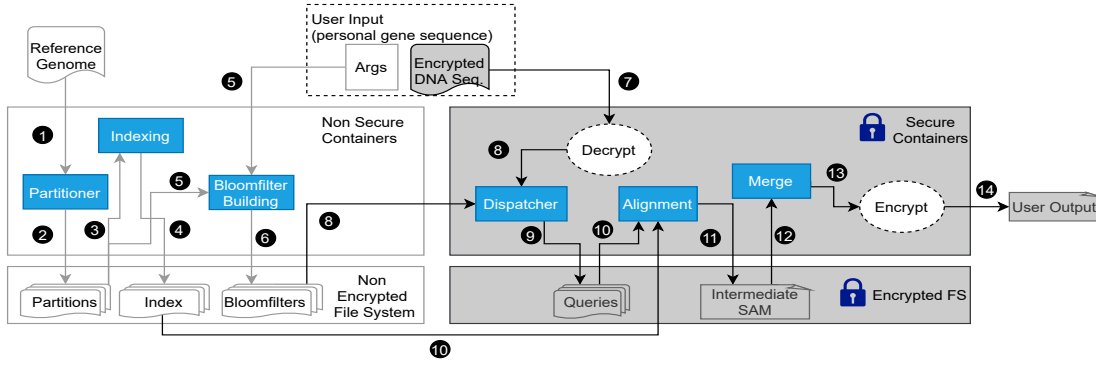 User Input
(personal gene sequence)
Reference
Genome
Args
Encrypted
DNA Seq.
5
7
Non Secure
Containers
Secure
Containers
1
Indexing
Decrypt
8
Partitioner
5
Bloomfilter
Building
Dispatcher
Alignment
Merge
13
Encrypt
14
User Output
2
3
4
6
8
9
10
11
12
Partitions
Index
Bloomfilters
Non
Encrypted
File System
Queries
Intermediate
SAM
Encrypted FS
10